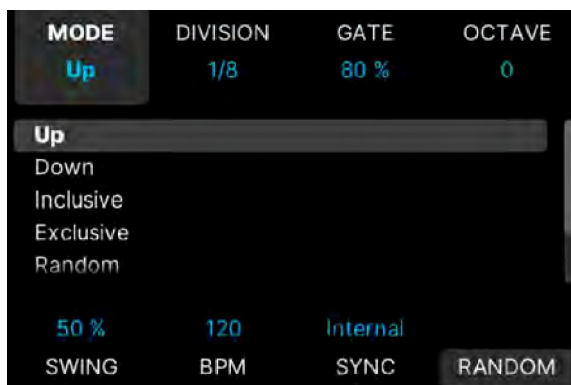 MODE DIVISION GATE OCTAVE
Up 1/8 80 % 0
Up
Down
Inclusive
Exclusive
Random
50 % 120 Internal
SWING BPM SYNC RANDOM